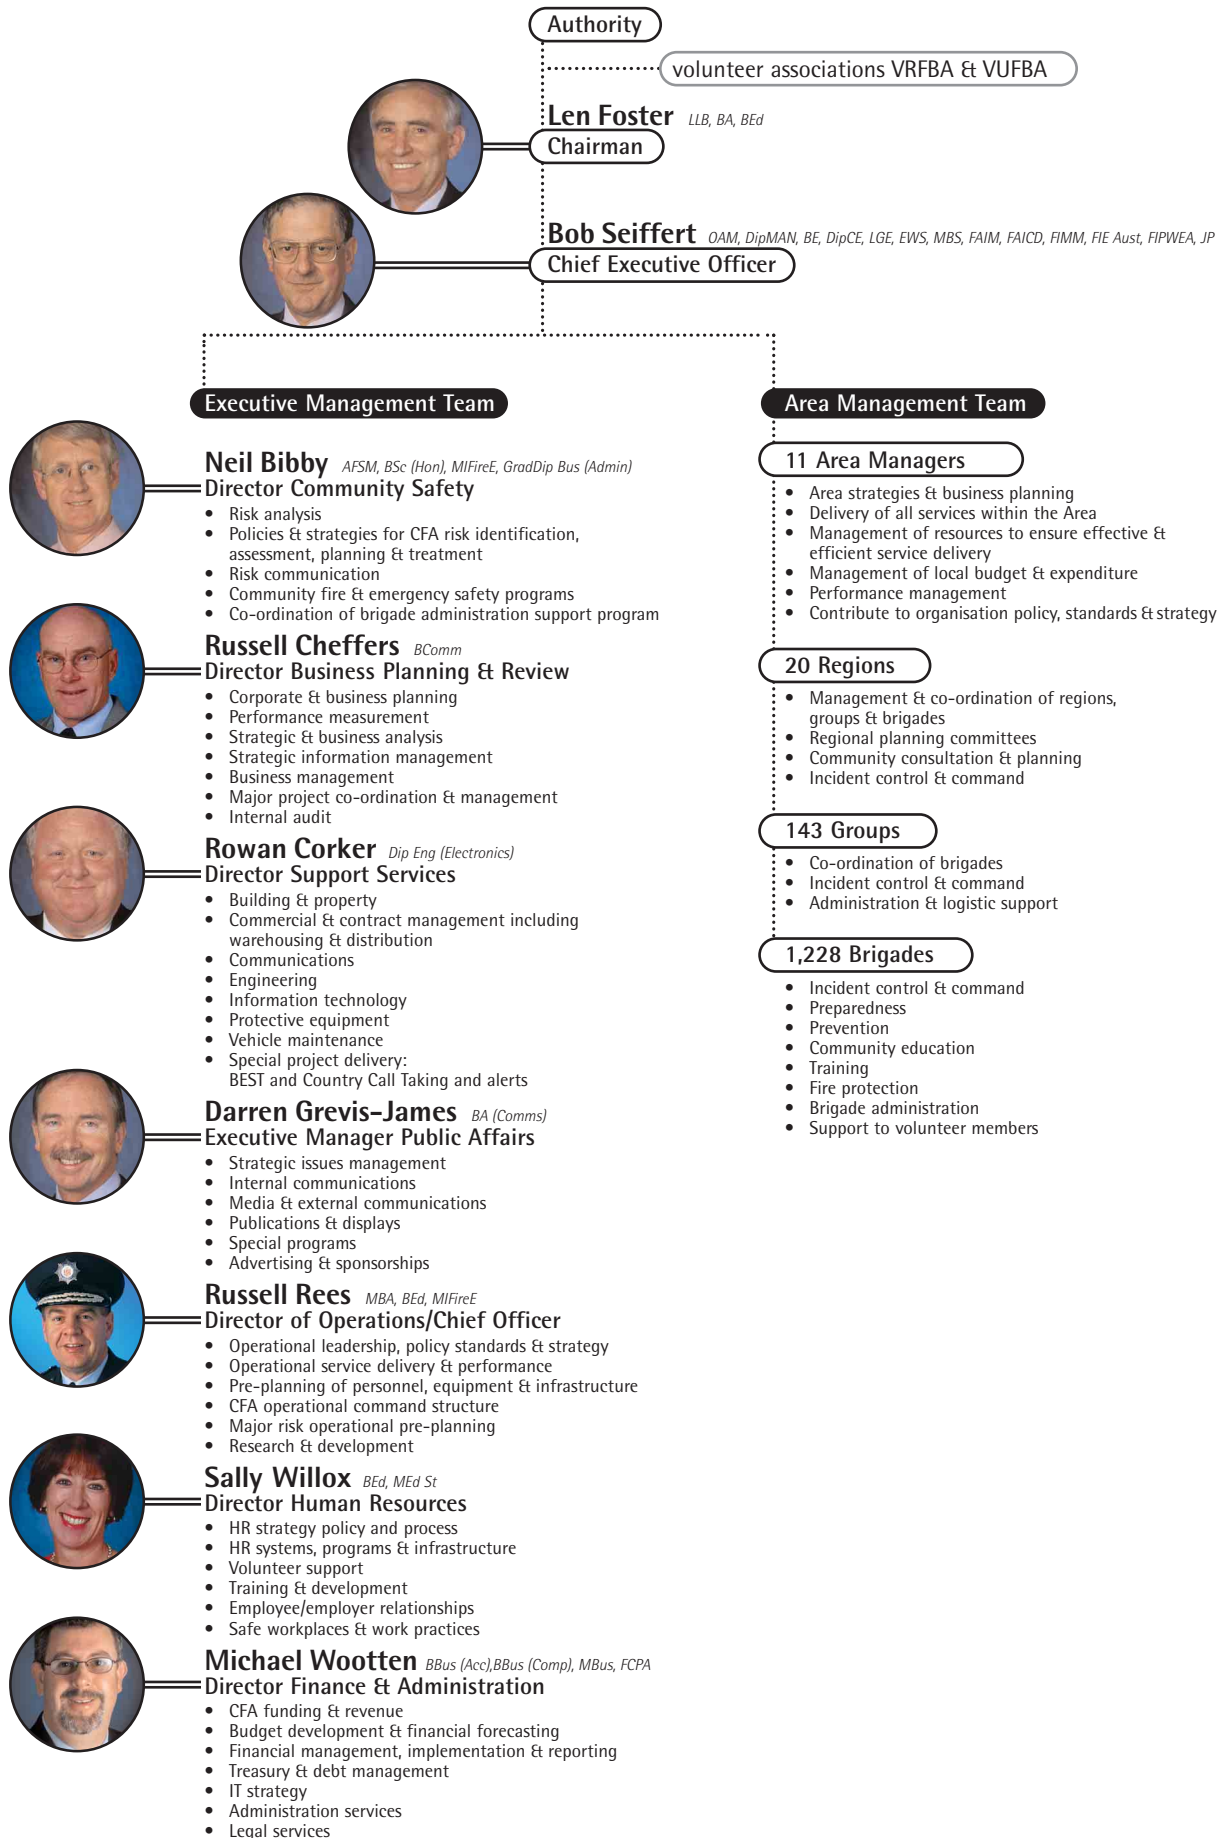 Authority
volunteer associations VRFBA & VUFBA
Len Foster LLB, BA, BEd
Chairman
Bob Seiffert OAM, DipMAN, BE, DipCE, LGE, EWS, MBS, FAIM, FAICD, FIMM, FIE Aust, FIPWEA, JP
Chief Executive Officer
Executive Management Team
Neil Bibby AFSM, BSc (Hon), MIFireE, GradDip Bus (Admin)
Director Community Safety
• Risk analysis
• Policies & strategies for CFA risk identification,
assessment, planning & treatment
• Risk communication
• Community fire & emergency safety programs
• Co-ordination of brigade administration support program
Russell Cheffers BComm
Director Business Planning & Review
• Corporate & business planning
• Performance measurement
• Strategic & business analysis
• Strategic information management
• Business management
• Major project co-ordination & management
• Internal audit
Rowan Corker Dip Eng (Electronics)
Director Support Services
• Building & property
• Commercial & contract management including
warehousing & distribution
• Communications
• Engineering
• Information technology
• Protective equipment
• Vehicle maintenance
• Special project delivery:
BEST and Country Call Taking and alerts
Darren Grevis-James BA (Comms)
Executive Manager Public Affairs
• Strategic issues management
• Internal communications
• Media & external communications
• Publications & displays
• Special programs
• Advertising & sponsorships
Russell Rees MBA, BEd, MIFireE
Director of Operations/Chief Officer
• Operational leadership, policy standards & strategy
• Operational service delivery & performance
• Pre-planning of personnel, equipment & infrastructure
• CFA operational command structure
• Major risk operational pre-planning
• Research & development
Sally Willox BEd, MEd St
Director Human Resources
• HR strategy policy and process
• HR systems, programs & infrastructure
• Volunteer support
• Training & development
• Employee/employer relationships
• Safe workplaces & work practices
Michael Wootten BBus (Acc),BBus (Comp), MBus, FCPA
Director Finance & Administration
• CFA funding & revenue
• Budget development & financial forecasting
• Financial management, implementation & reporting
• Treasury & debt management
• IT strategy
• Administration services
• Legal services
Area Management Team
11 Area Managers
• Area strategies & business planning
• Delivery of all services within the Area
• Management of resources to ensure effective &
efficient service delivery
• Management of local budget & expenditure
• Performance management
• Contribute to organisation policy, standards & strategy
20 Regions
• Management & co-ordination of regions,
groups & brigades
• Regional planning committees
• Community consultation & planning
• Incident control & command
143 Groups
• Co-ordination of brigades
• Incident control & command
• Administration & logistic support
1,228 Brigades
• Incident control & command
• Preparedness
• Prevention
• Community education
• Training
• Fire protection
• Brigade administration
• Support to volunteer members